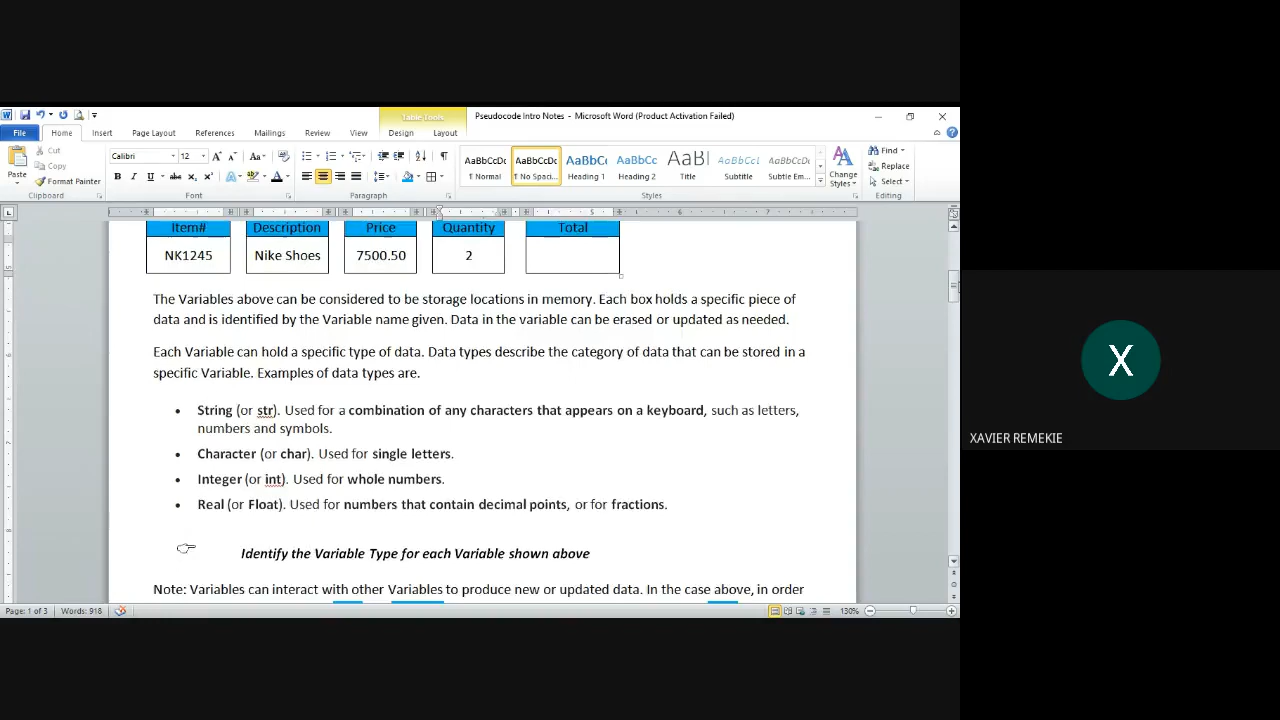 Table Tools
Pseudocode Intro Notes - Microsoft Word (Product Activation Failed)
File Home Insert Page Layout References Mailings Review View Design Layout
Cut
Copy
Format Painter
Paste
Clipboard
Calibri 12
Font
Paragraph
AaBbCcDc AaBbCcDc AaBbCc AaBbCc AaBl AaBbCcI AaBbCcDc
¶ Normal ¶ No Spaci... Heading 1 Heading 2 Title Subtitle Subtle Em...
Change Styles
Styles
Find
Replace
Select
Editing
Item# Description Price Quantity Total
NK1245 Nike Shoes 7500.50 2
The Variables above can be considered to be storage locations in memory. Each box holds a specific piece of
data and is identified by the Variable name given. Data in the variable can be erased or updated as needed.
Each Variable can hold a specific type of data. Data types describe the category of data that can be stored in a
specific Variable. Examples of data types are.
• String (or str). Used for a combination of any characters that appears on a keyboard, such as letters,
numbers and symbols.
• Character (or char). Used for single letters.
• Integer (or int). Used for whole numbers.
• Real (or Float). Used for numbers that contain decimal points, or for fractions.
Identify the Variable Type for each Variable shown above
Note: Variables can interact with other Variables to produce new or updated data. In the case above, in order
Page: 1 of 3 Words: 918 130%
X
XAVIER REMEKIE